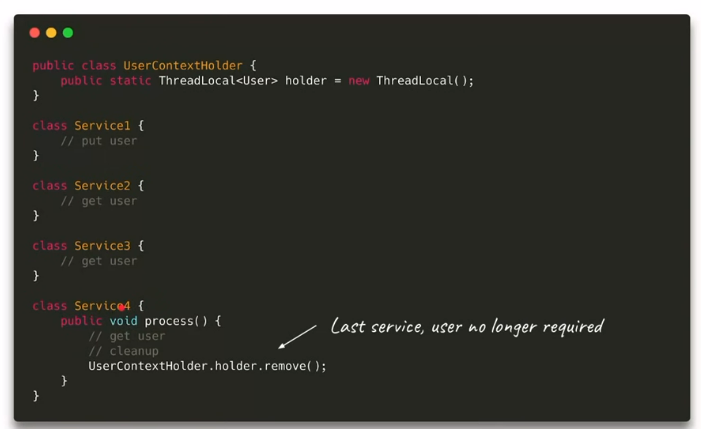 public class UserContextHolder {
    public static ThreadLocal<User> holder = new ThreadLocal();
}
class Service1 {
    // put user
}
class Service2 {
    // get user
}
class Service3 {
    // get user
}
class Service4 {
    public void process() {
        // get user
        // cleanup
        UserContextHolder.holder.remove();
    }
}
Last service, user no longer required